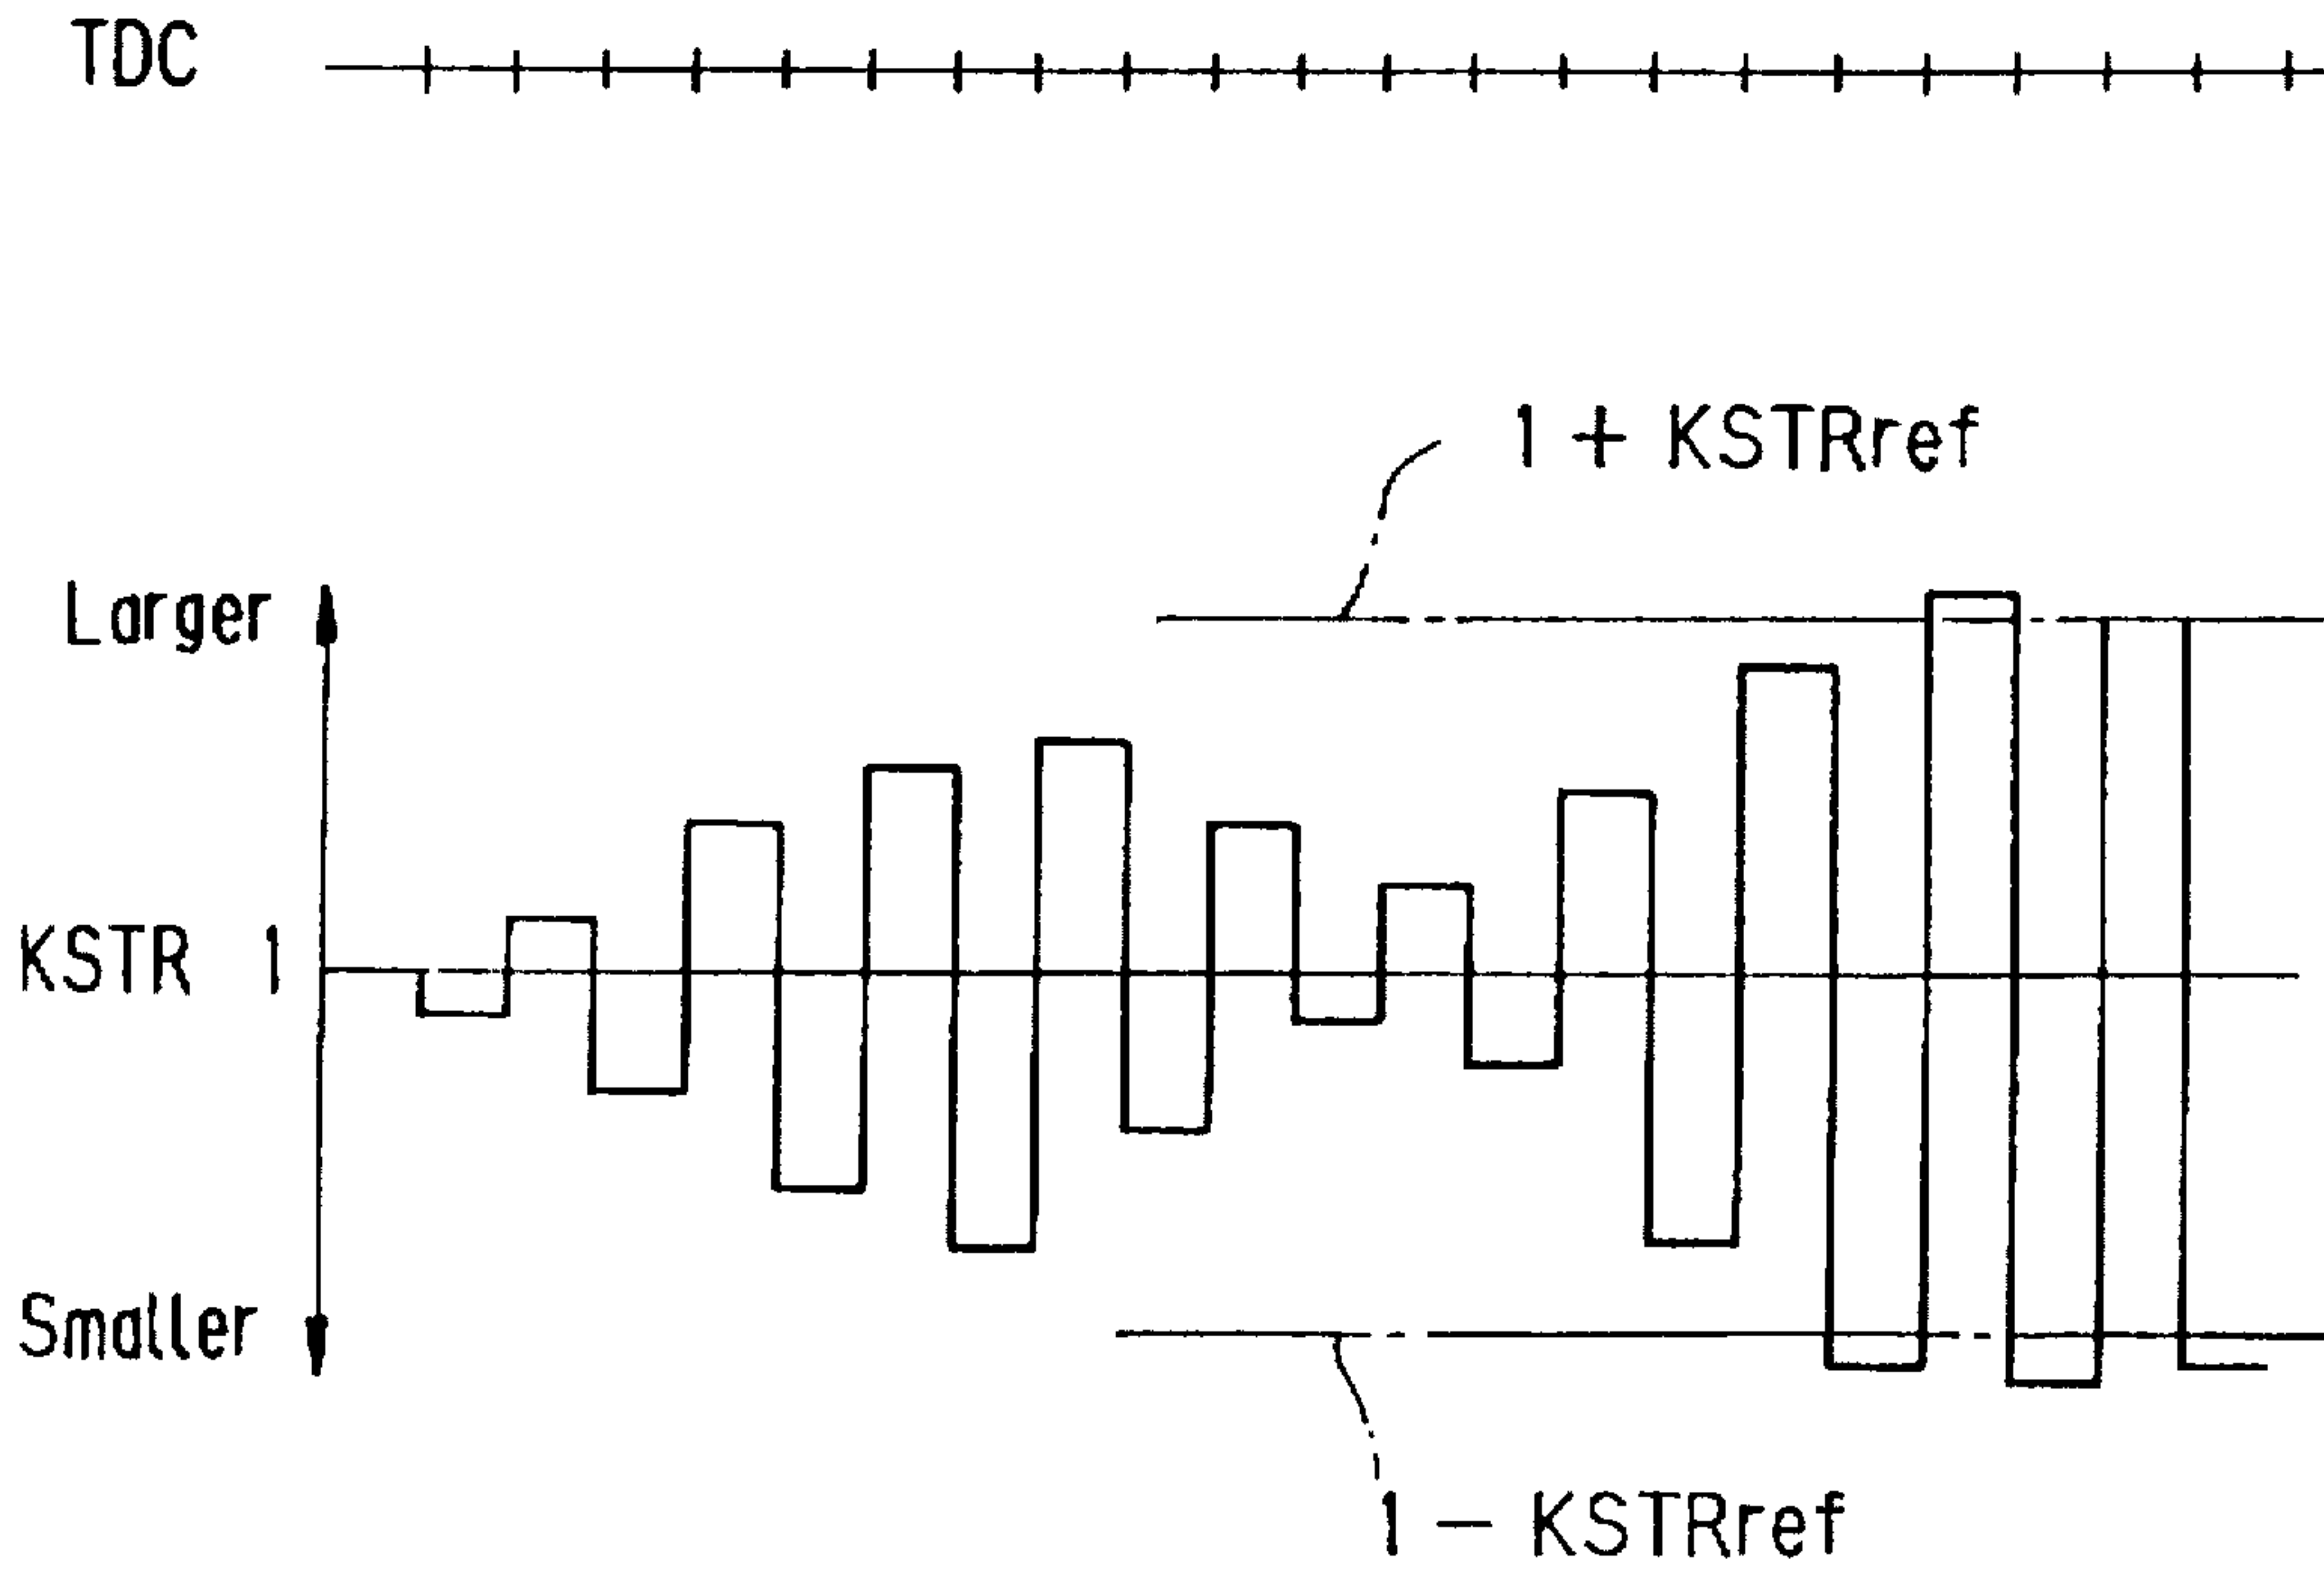 TDC
1 + KSTRref
Larger
KSTR 1
Smaller
1 - KSTRref